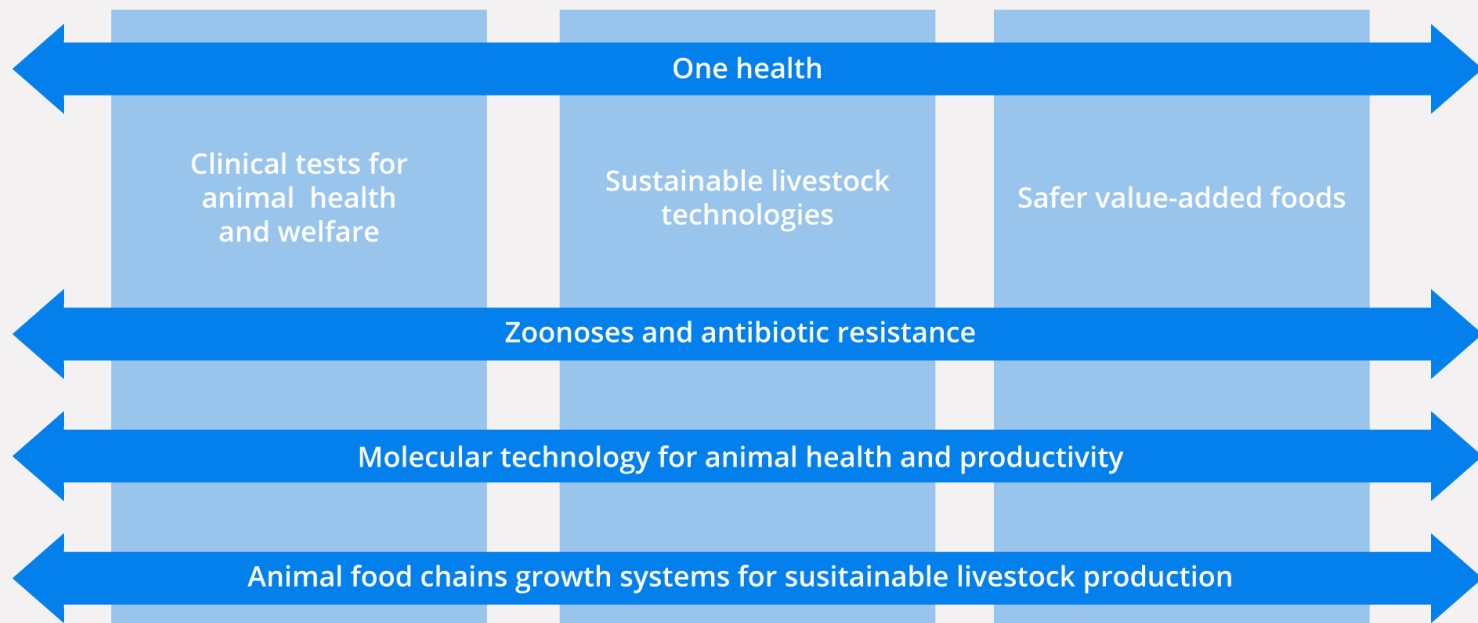 One health
Clinical tests for
animal health
and welfare
Sustainable livestock
technologies
Safer value-added foods
Zoonoses and antibiotic resistance
Molecular technology for animal health and productivity
Animal food chains growth systems for susitainable livestock production